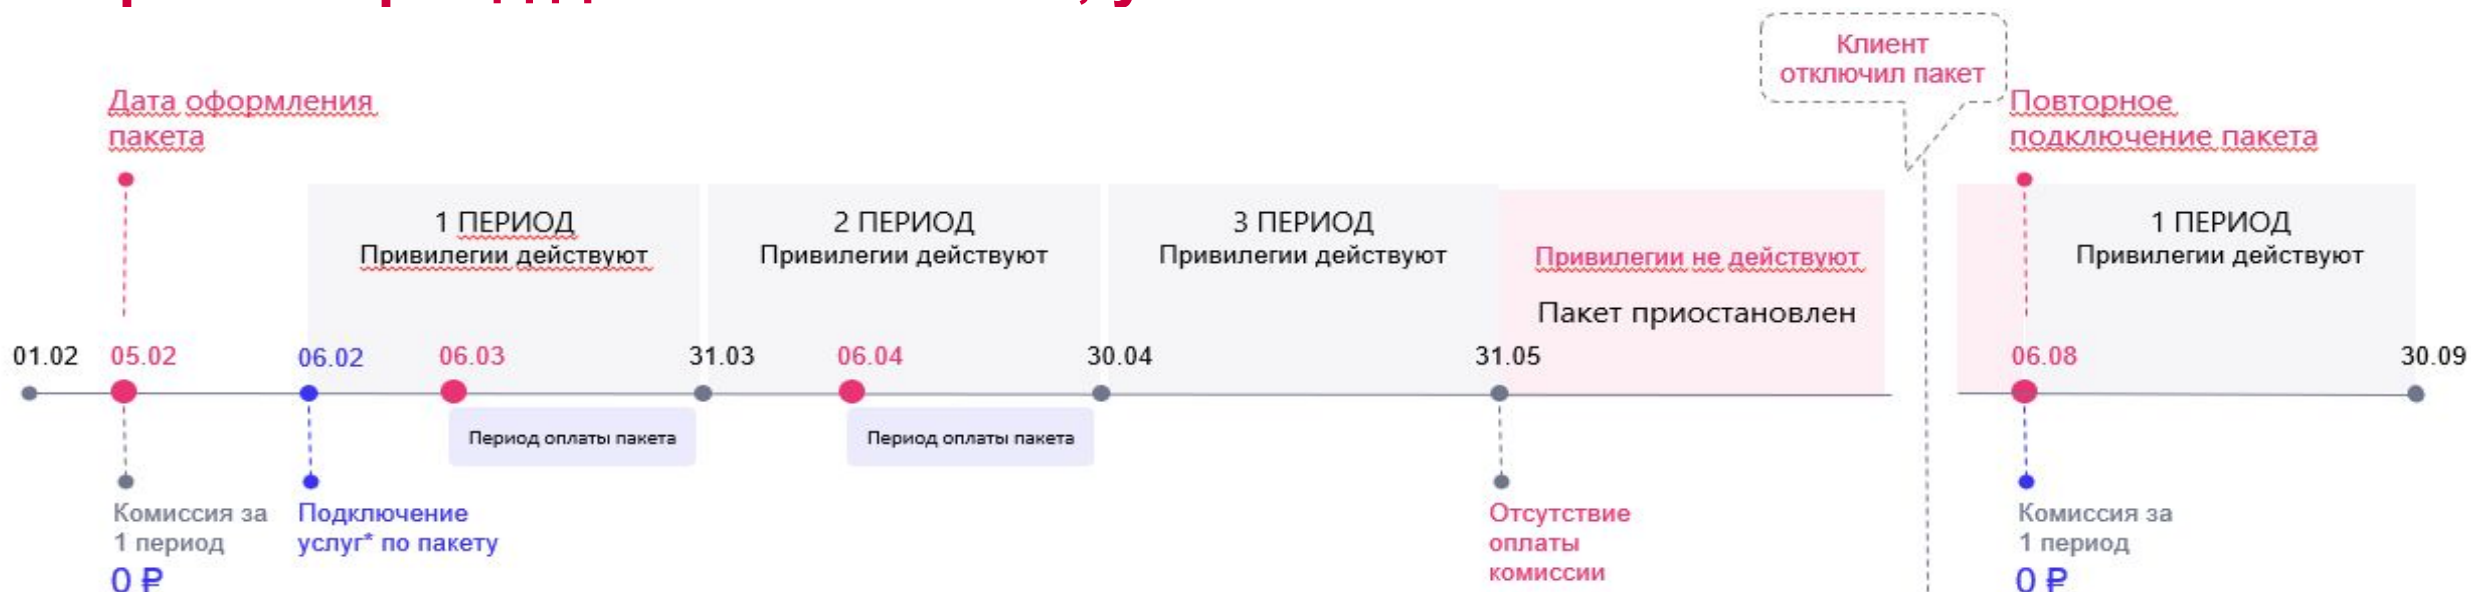 Клиент
отключил пакет
Дата оформления
пакета
Повторное
подключение пакета
1 ПЕРИОД
Привилегии действуют
2 ПЕРИОД
Привилегии действуют
3 ПЕРИОД
Привилегии действуют
Привилегии не действуют
Пакет приостановлен
1 ПЕРИОД
Привилегии действуют
01.02 05.02 06.02 06.03 31.03 06.04 30.04 31.05 06.08 30.09
Период оплаты пакета
Период оплаты пакета
Комиссия за
1 период
0 ₽
Подключение
услуг* по пакету
Отсутствие
оплаты
комиссии
Комиссия за
1 период
0 ₽